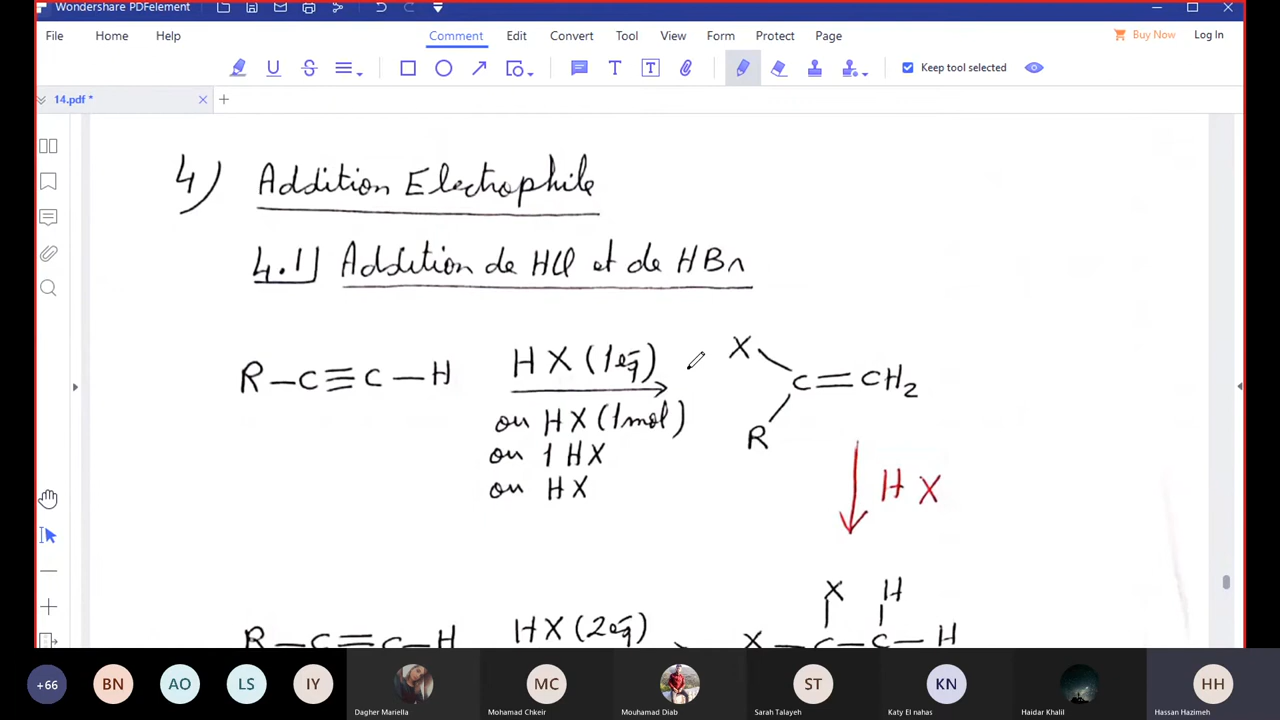 Wondershare PDFelement
File Home Help Comment Edit Convert Tool View Form Protect Page Buy Now Log In
Keep tool selected
14.pdf *
4) Addition Electrophile
4.1] Addition de HCl et de HBr
R-C≡C-H HX (1eq) X C=CH2
R
ou HX (1mol)
ou 1 HX
ou HX
HX
X H
R-C≡C-H HX (2eq) X-C-C-H
+66 BN AO LS IY MC ST KN HH
Dagher Mariella Mohamad Chkeir Mouhamad Diab Sarah Talayeh Katy El nahas Haidar Khalil Hassan Hazimeh